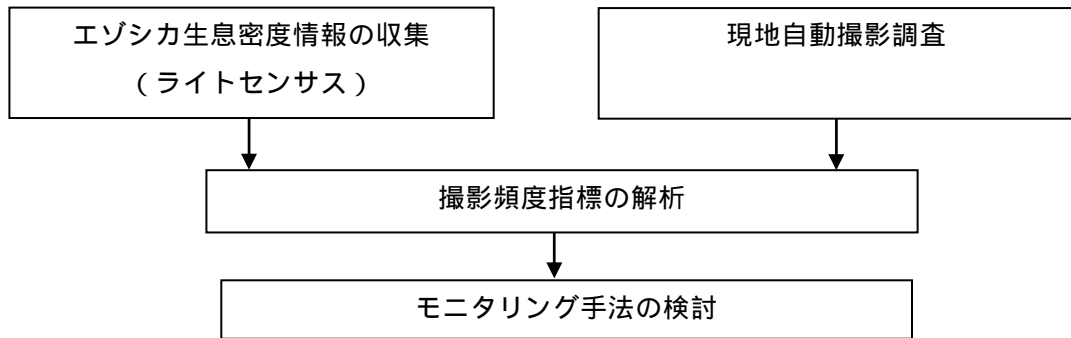 エゾシカ生息密度情報の収集
（ライトセンサス）
現地自動撮影調査
撮影頻度指標の解析
モニタリング手法の検討